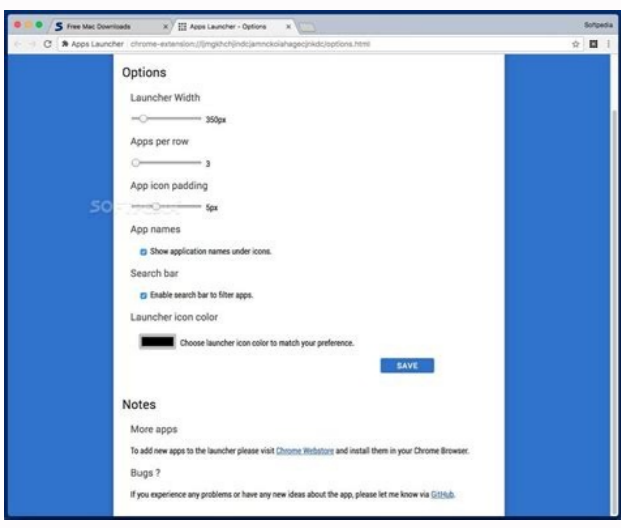 Free Mac Downloads
Apps Launcher - Options
Softpedia
Apps Launcher
Options
Launcher Width
350px
Apps per row
3
App icon padding
5px
App names
Show application names under icons.
Search bar
Enable search bar to filter apps.
Launcher icon color
Choose launcher icon color to match your preference.
SAVE
Notes
More apps
To add new apps to the launcher please visit Chrome Webstore and install them in your Chrome Browser.
Bugs ?
If you experience any problems or have any new ideas about the app, please let me know via GitHub.